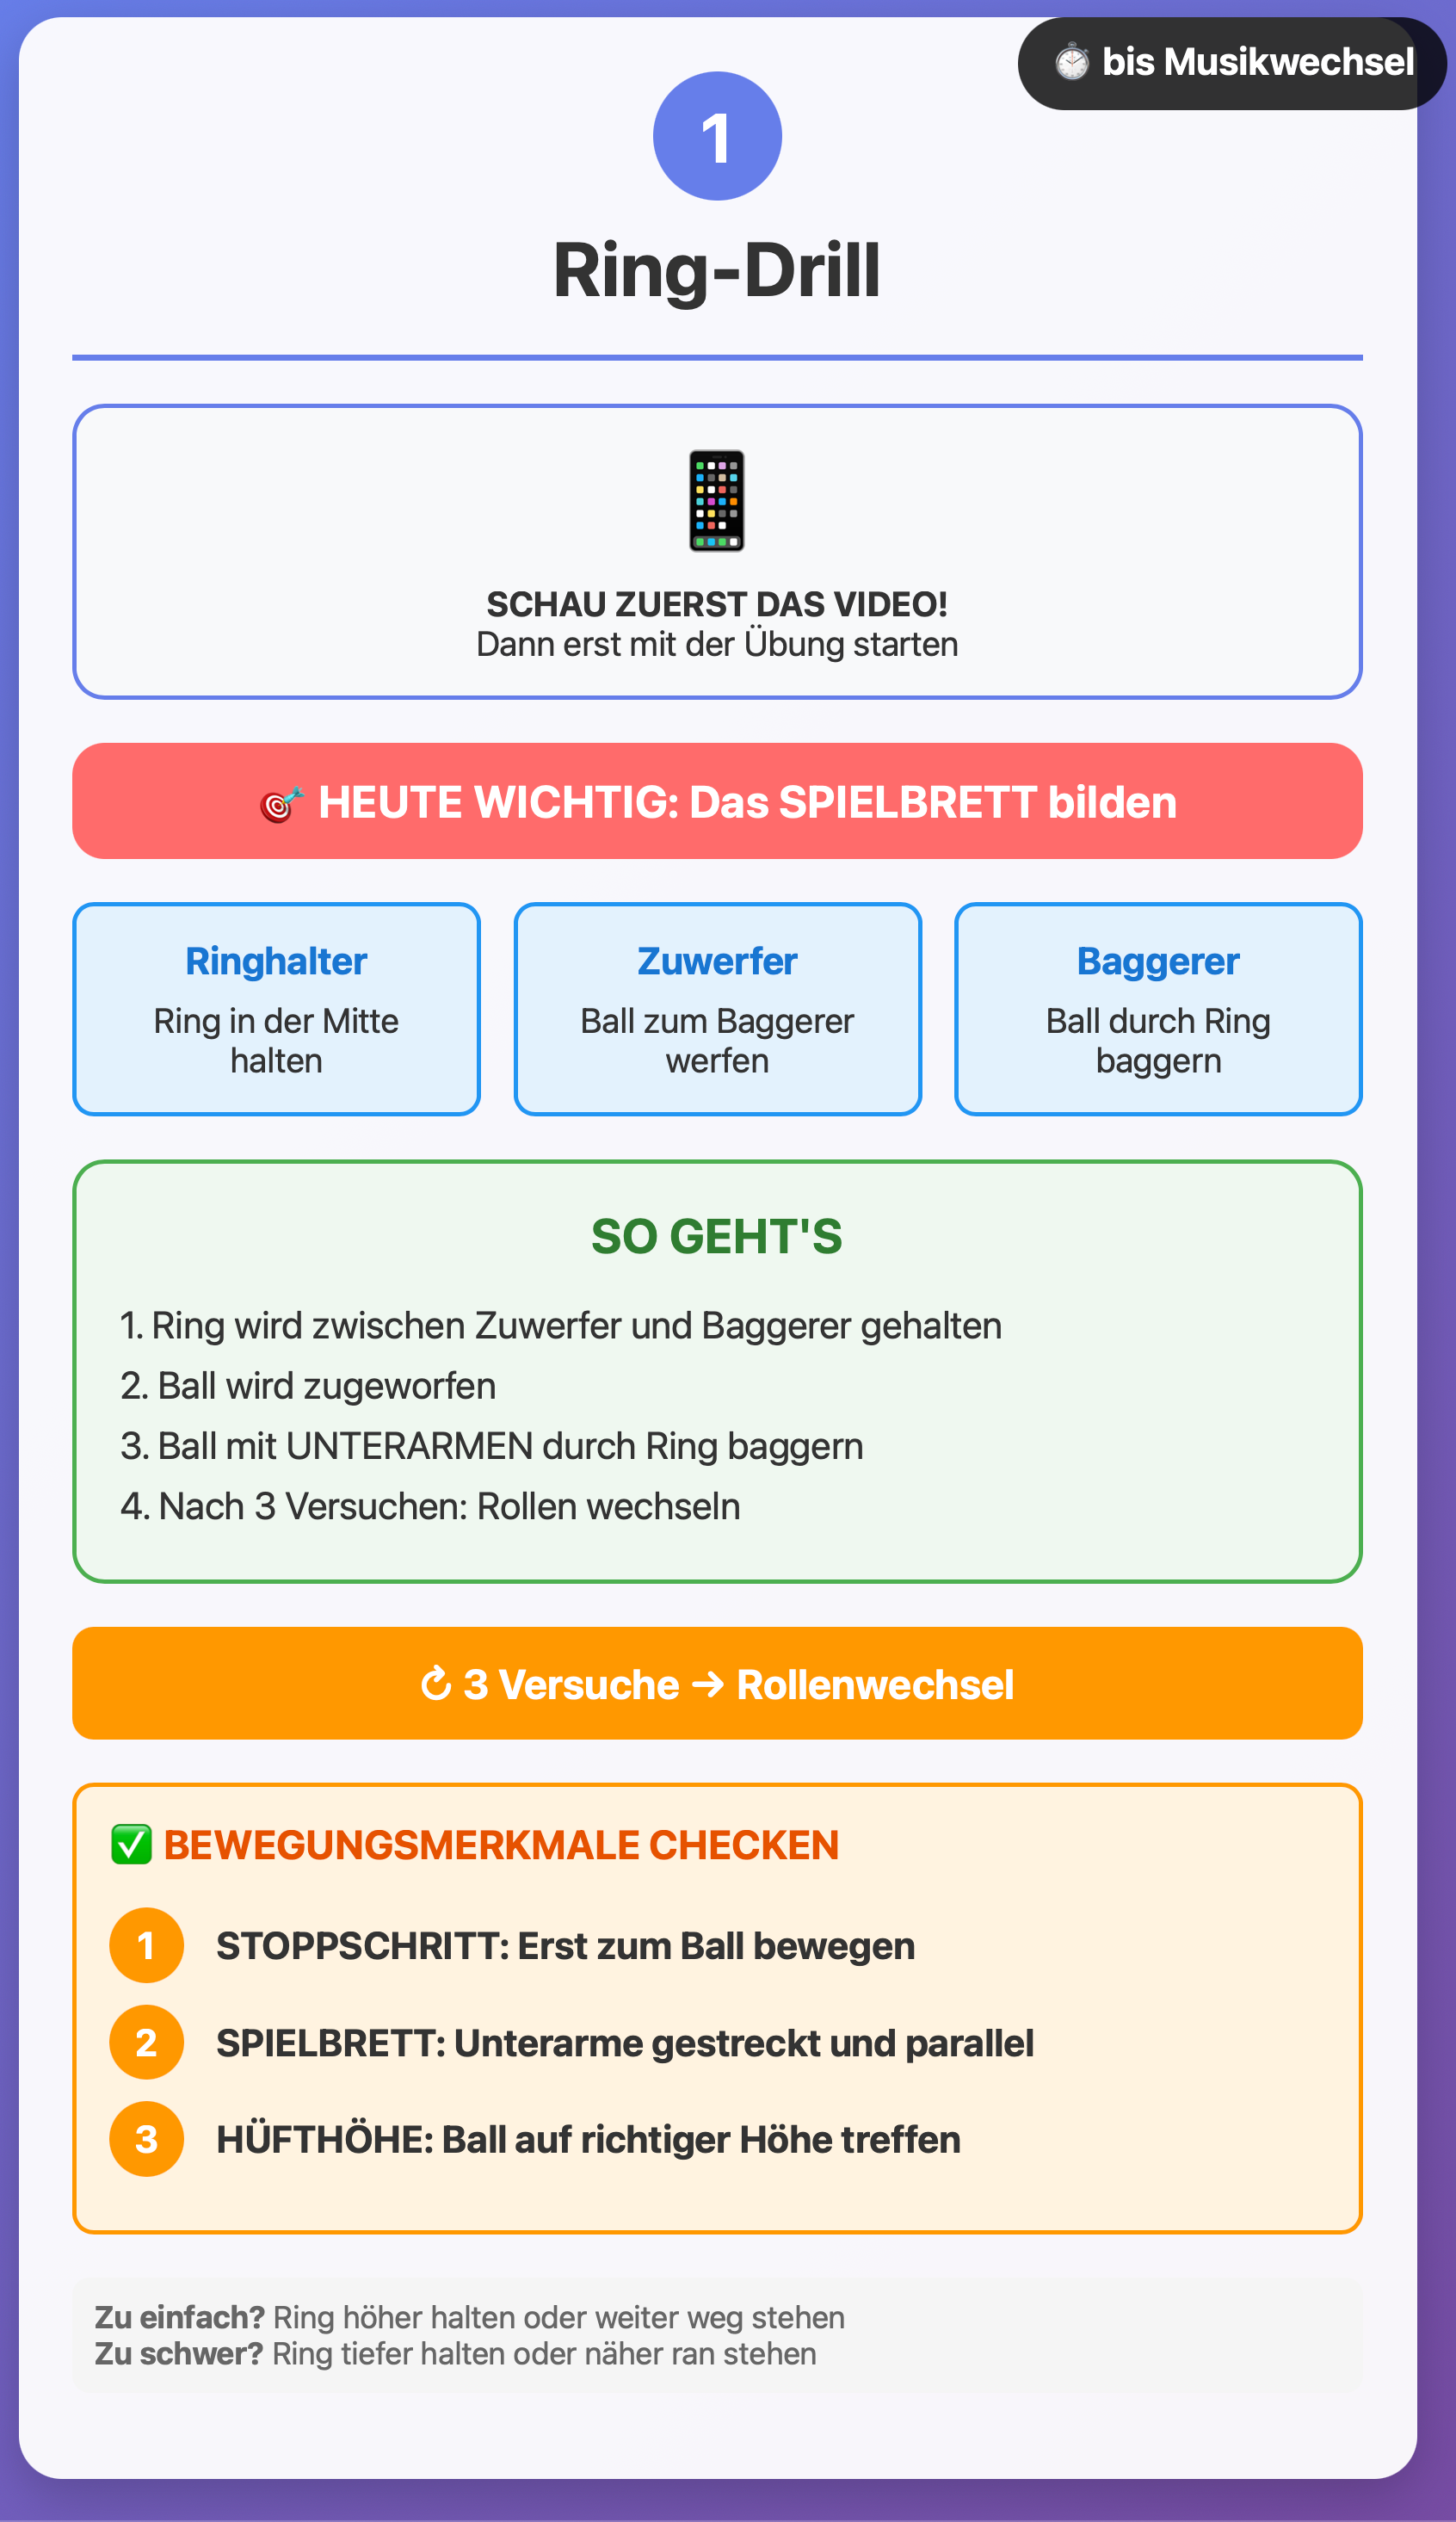 ⏱️ bis Musikwechsel
1
Ring-Drill
SCHAU ZUERST DAS VIDEO!
Dann erst mit der Übung starten
🎯 HEUTE WICHTIG: Das SPIELBRETT bilden
Ringhalter
Ring in der Mitte
halten
Zuwerfer
Ball zum Baggerer
werfen
Baggerer
Ball durch Ring
baggern
SO GEHT'S
1. Ring wird zwischen Zuwerfer und Baggerer gehalten
2. Ball wird zugeworfen
3. Ball mit UNTERARMEN durch Ring baggern
4. Nach 3 Versuchen: Rollen wechseln
↻ 3 Versuche → Rollenwechsel
✅ BEWEGUNGSMERKMALE CHECKEN
1 STOPPSCHRITT: Erst zum Ball bewegen
2 SPIELBRETT: Unterarme gestreckt und parallel
3 HÜFTHÖHE: Ball auf richtiger Höhe treffen
Zu einfach? Ring höher halten oder weiter weg stehen
Zu schwer? Ring tiefer halten oder näher ran stehen